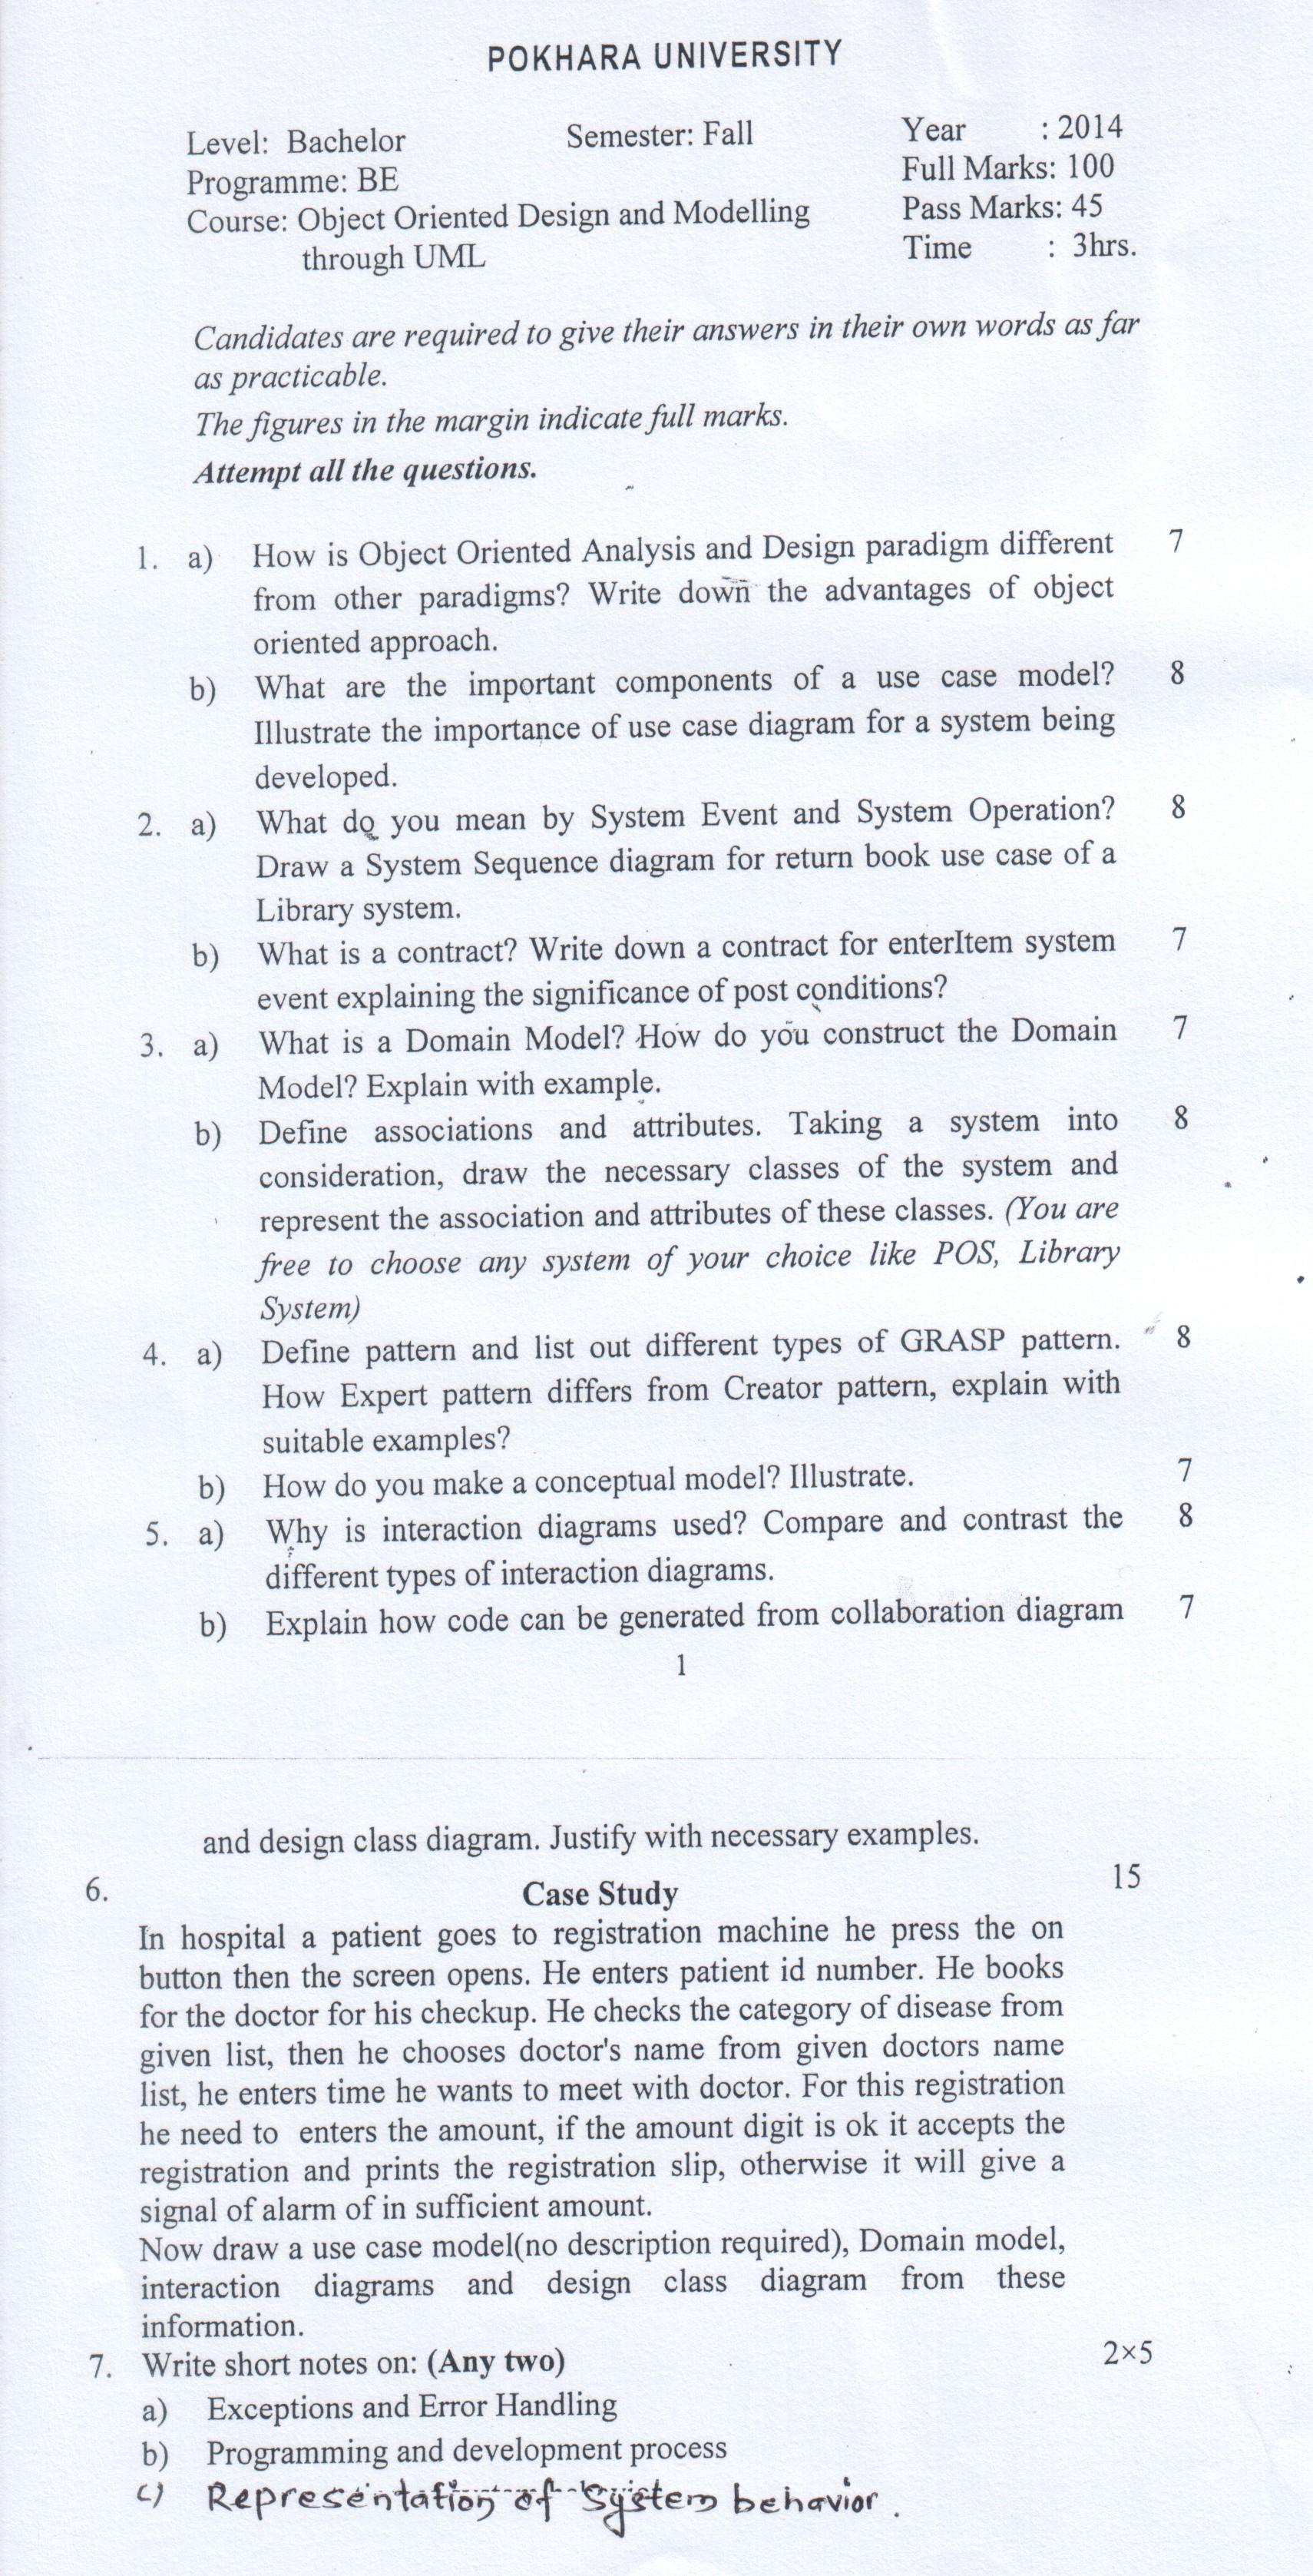 POKHARA UNIVERSITY
Level: Bachelor Semester: Fall Year : 2014
Programme: BE Full Marks: 100
Course: Object Oriented Design and Modelling Pass Marks: 45
through UML Time : 3hrs.
Candidates are required to give their answers in their own words as far
as practicable.
The figures in the margin indicate full marks.
Attempt all the questions.
1. a) How is Object Oriented Analysis and Design paradigm different 7
from other paradigms? Write down the advantages of object
oriented approach.
b) What are the important components of a use case model? 8
Illustrate the importance of use case diagram for a system being
developed.
2. a) What do you mean by System Event and System Operation? 8
Draw a System Sequence diagram for return book use case of a
Library system.
b) What is a contract? Write down a contract for enterItem system 7
event explaining the significance of post conditions?
3. a) What is a Domain Model? How do you construct the Domain 7
Model? Explain with example.
b) Define associations and attributes. Taking a system into 8
consideration, draw the necessary classes of the system and
represent the association and attributes of these classes. (You are
free to choose any system of your choice like POS, Library
System)
4. a) Define pattern and list out different types of GRASP pattern. 8
How Expert pattern differs from Creator pattern, explain with
suitable examples?
b) How do you make a conceptual model? Illustrate. 7
5. a) Why is interaction diagrams used? Compare and contrast the 8
different types of interaction diagrams.
b) Explain how code can be generated from collaboration diagram 7
1
and design class diagram. Justify with necessary examples.
6. Case Study 15
In hospital a patient goes to registration machine he press the on
button then the screen opens. He enters patient id number. He books
for the doctor for his checkup. He checks the category of disease from
given list, then he chooses doctor's name from given doctors name
list, he enters time he wants to meet with doctor. For this registration
he need to enters the amount, if the amount digit is ok it accepts the
registration and prints the registration slip, otherwise it will give a
signal of alarm of in sufficient amount.
Now draw a use case model(no description required), Domain model,
interaction diagrams and design class diagram from these
information.
7. Write short notes on: (Any two) 2×5
a) Exceptions and Error Handling
b) Programming and development process
c) Representation of System behavior.